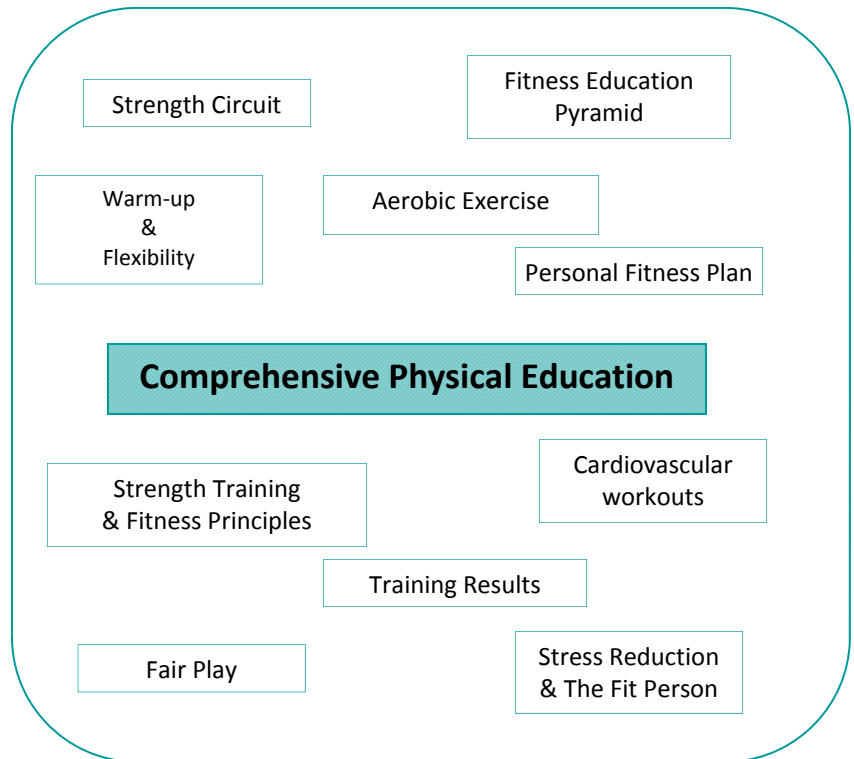 Strength Circuit
Fitness Education
Pyramid
Warm-up
&
Flexibility
Aerobic Exercise
Personal Fitness Plan
Comprehensive Physical Education
Strength Training
& Fitness Principles
Cardiovascular
workouts
Training Results
Fair Play
Stress Reduction
& The Fit Person